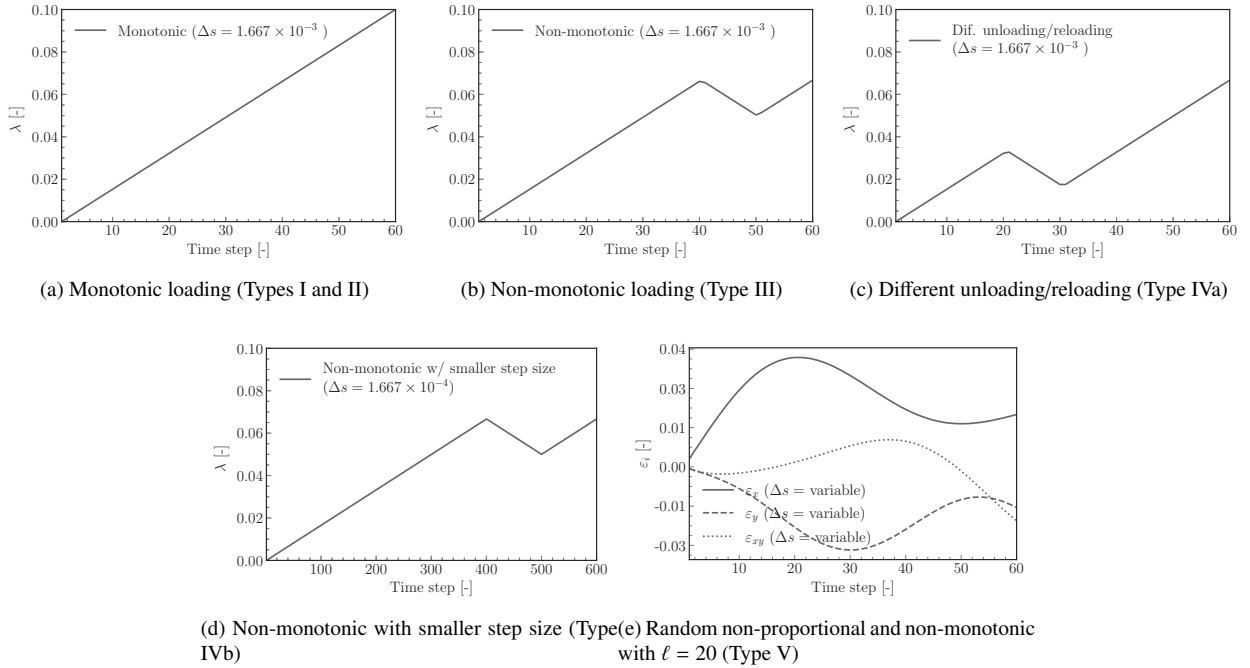 0.10
0.08
0.06
0.04
0.02
0.00
λ [-]
Monotonic (Δs = 1.667 × 10⁻³ )
10 20 30 40 50 60
Time step [-]
(a) Monotonic loading (Types I and II)
0.10
0.08
0.06
0.04
0.02
0.00
λ [-]
Non-monotonic (Δs = 1.667 × 10⁻³ )
10 20 30 40 50 60
Time step [-]
(b) Non-monotonic loading (Type III)
0.10
0.08
0.06
0.04
0.02
0.00
λ [-]
Dif. unloading/reloading
(Δs = 1.667 × 10⁻³ )
10 20 30 40 50 60
Time step [-]
(c) Different unloading/reloading (Type IVa)
0.10
0.08
0.06
0.04
0.02
0.00
λ [-]
Non-monotonic w/ smaller step size
(Δs = 1.667 × 10⁻⁴)
100 200 300 400 500 600
Time step [-]
(d) Non-monotonic with smaller step size (Type
IVb)
0.04
0.03
0.01
0.00
-0.01
-0.03
εᵢ [-]
εₓ (Δs = variable)
ε_y (Δs = variable)
ε_xy (Δs = variable)
10 20 30 40 50 60
Time step [-]
(e) Random non-proportional and non-monotonic
with ℓ = 20 (Type V)